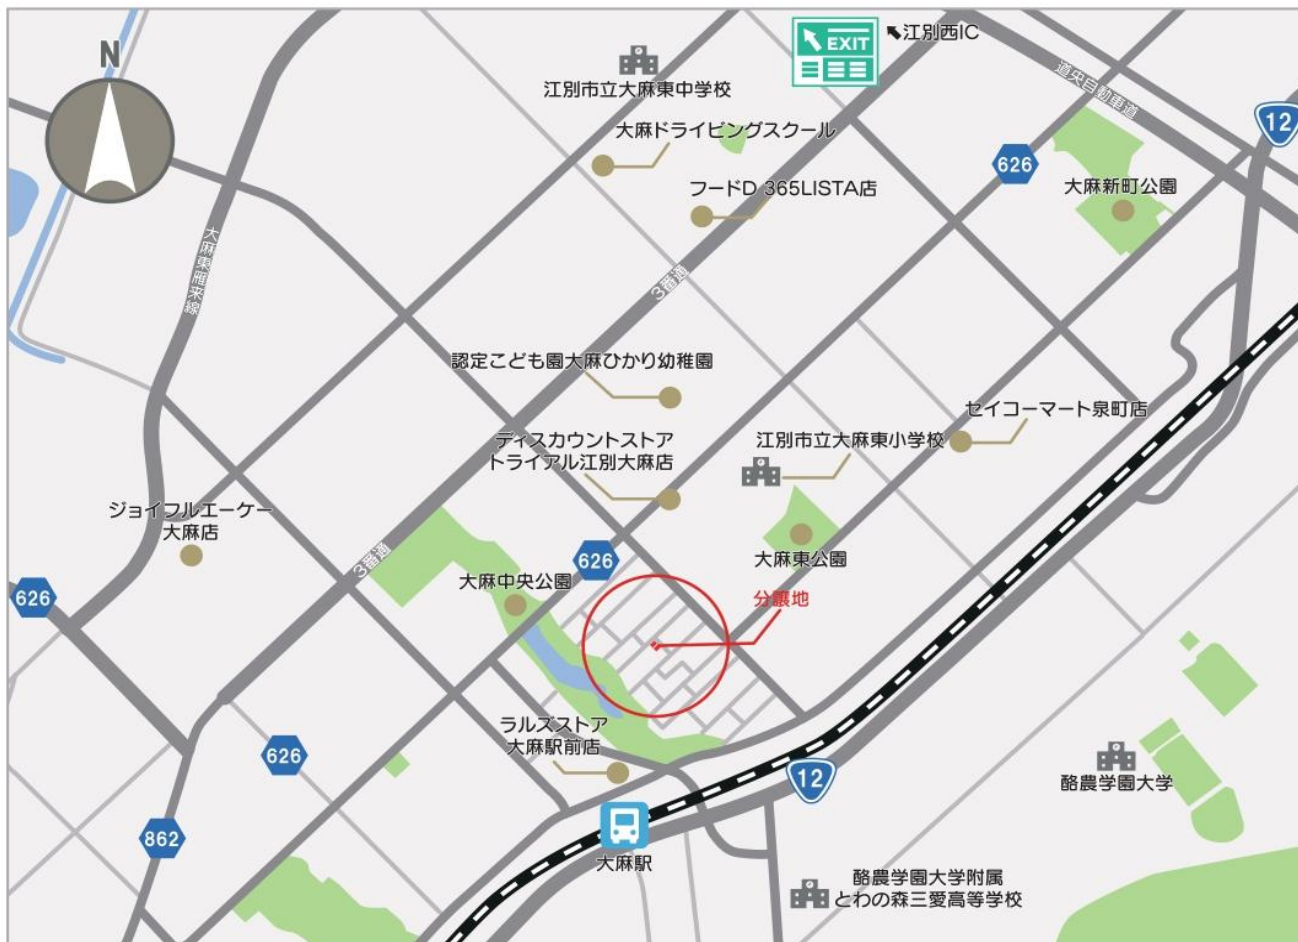 N
EXIT
江別西IC
江別市立大麻東中学校
道央自動車道
12
大麻ドライビングスクール
626
フードD 365LISTA店
大麻新町公園
大麻東雁来線
3番通
認定こども園大麻ひかり幼稚園
セイコーマート泉町店
ディスカウントストア
トライアル江別大麻店
江別市立大麻東小学校
ジョイフルエーケー
大麻店
3番通
626
大麻東公園
大麻中央公園
626
分譲地
ラルズストア
大麻駅前店
626
12
酪農学園大学
862
大麻駅
酪農学園大学附属
とわの森三愛高等学校